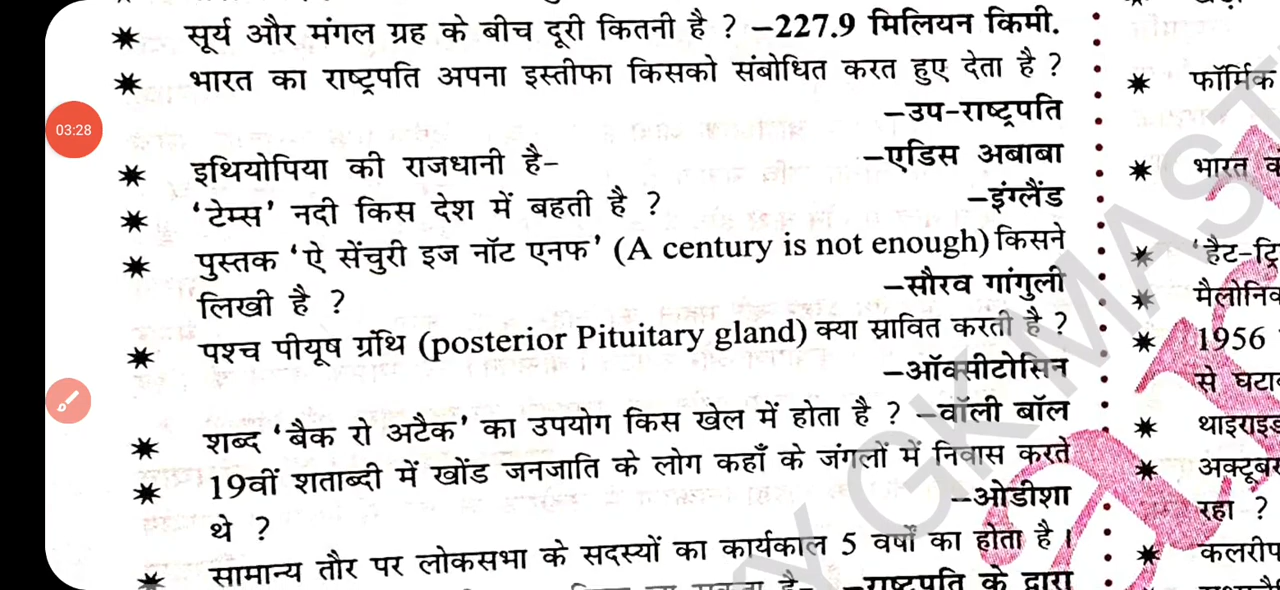 सूर्य और मंगल ग्रह के बीच दूरी कितनी है ? –227.9 मिलियन किमी.
भारत का राष्ट्रपति अपना इस्तीफा किसको संबोधित करत हुए देता है ?
–उप-राष्ट्रपति
इथियोपिया की राजधानी है– –एडिस अबाबा
‘टेम्स’ नदी किस देश में बहती है ? –इंग्लैंड
पुस्तक ‘ऐ सेंचुरी इज नॉट एनफ’ (A century is not enough) किसने
लिखी है ? –सौरव गांगुली
पश्च पीयूष ग्रंथि (posterior Pituitary gland) क्या स्रावित करती है ?
–ऑक्सीटोसिन
शब्द ‘बैक रो अटैक’ का उपयोग किस खेल में होता है ? –वॉली बॉल
19वीं शताब्दी में खोंड जनजाति के लोग कहाँ के जंगलों में निवास करते
थे ? –ओडीशा
सामान्य तौर पर लोकसभा के सदस्यों का कार्यकाल 5 वर्षों का होता है।
है– –राष्ट्रपति के द्वारा
03:28
फॉर्मिक
भारत
‘हैट-ट्रि
मैलोनिक
1956
से घटा
थाइराइड
अक्टूबर
रहा ?
कलरीप
YGKMAST